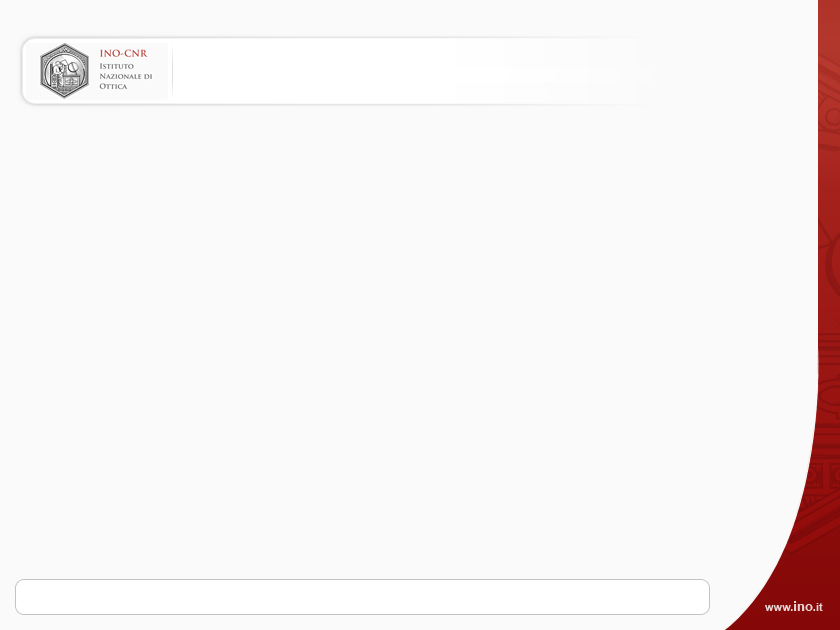 INO-CNR
Istituto
Nazionale di
Ottica
www.ino.it